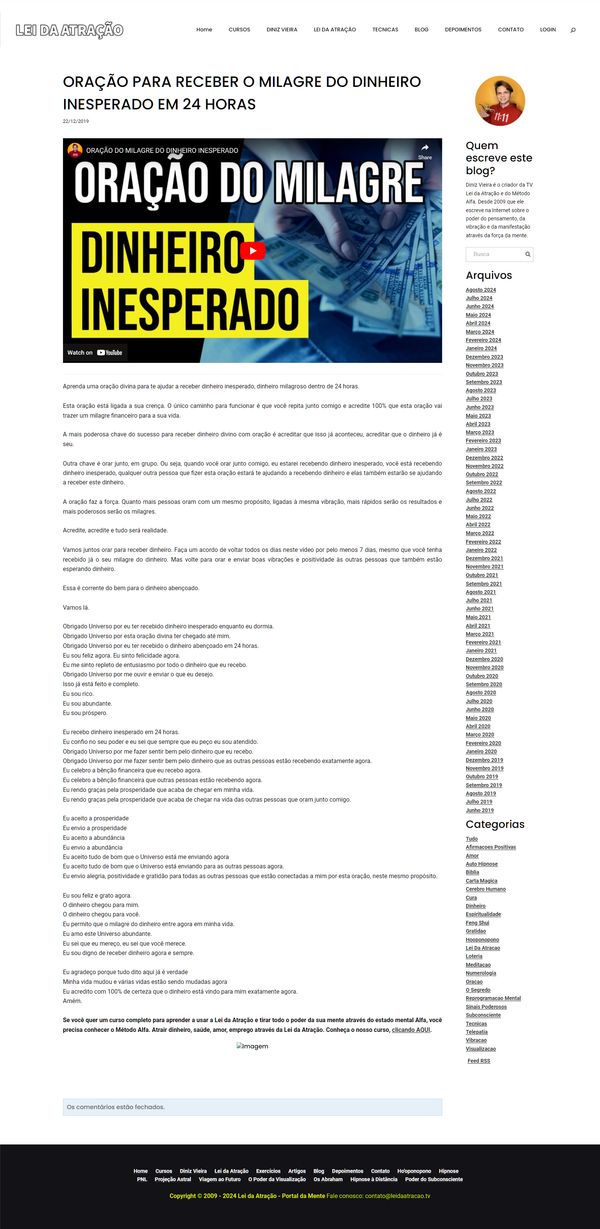 LEI DA ATRAÇÃO
Home CURSOS DINIZ VIEIRA LEI DA ATRAÇÃO TECNICAS BLOG DEPOIMENTOS CONTATO LOGIN
ORAÇÃO PARA RECEBER O MILAGRE DO DINHEIRO
INESPERADO EM 24 HORAS
22/12/2019
ORAÇÃO DO MILAGRE DO DINHEIRO INESPERADO
Share
ORAÇÃO DO MILAGRE
DINHEIRO
INESPERADO
Watch on YouTube
Aprenda uma oração divina para te ajudar a receber dinheiro inesperado, dinheiro milagroso dentro de 24 horas.
Esta oração está ligada a sua crença. O único caminho para funcionar é que você repita junto comigo e acredite 100% que esta oração vai
trazer um milagre financeiro para a sua vida.
A mais poderosa chave do sucesso para receber dinheiro divino com oração é acreditar que isso já aconteceu, acreditar que o dinheiro já é
seu.
Outra chave é orar junto, em grupo. Ou seja, quando você orar junto comigo, eu estarei recebendo dinheiro inesperado, você está recebendo
dinheiro inesperado, qualquer outra pessoa que fizer esta oração estará te ajudando a recebendo dinheiro e elas também estarão se ajudando
a receber este dinheiro.
A oração faz a força. Quanto mais pessoas oram com um mesmo propósito, ligadas à mesma vibração, mais rápidos serão os resultados e
mais poderosos serão os milagres.
Acredite, acredite e tudo será realidade.
Vamos juntos orar para receber dinheiro. Faça um acordo de voltar todos os dias neste vídeo por pelo menos 7 dias, mesmo que você tenha
recebido já o seu milagre do dinheiro. Mas volte para orar e enviar boas vibrações e positividade às outras pessoas que também estão
esperando dinheiro.
Essa é corrente do bem para o dinheiro abençoado.
Vamos lá.
Obrigado Universo por eu ter recebido dinheiro inesperado enquanto eu dormia.
Obrigado Universo por esta oração divina ter chegado até mim.
Obrigado Universo por eu ter recebido o dinheiro abençoado em 24 horas.
Eu sou feliz agora. Eu sinto felicidade agora.
Eu me sinto repleto de entusiasmo por todo o dinheiro que eu recebo.
Obrigado Universo por me ouvir e enviar o que eu desejo.
Isso já está feito e completo.
Eu sou rico.
Eu sou abundante.
Eu sou próspero.
Eu recebo dinheiro inesperado em 24 horas.
Eu confio no seu poder e eu sei que sempre que eu peço eu sou atendido.
Obrigado Universo por me fazer sentir bem pelo dinheiro que eu recebo.
Obrigado Universo por me fazer sentir bem pelo dinheiro que as outras pessoas estão recebendo exatamente agora.
Eu celebro a bênção financeira que eu recebo agora.
Eu celebro a bênção financeira que outras pessoas estão recebendo agora.
Eu rendo graças pela prosperidade que acaba de chegar em minha vida.
Eu rendo graças pela prosperidade que acaba de chegar na vida das outras pessoas que oram junto comigo.
Eu aceito a prosperidade
Eu envio a prosperidade
Eu aceito a abundância
Eu envio a abundância
Eu aceito tudo de bom que o Universo está me enviando agora
Eu aceito tudo de bom que o Universo está enviando para as outras pessoas agora.
Eu envio alegria, positividade e gratidão para todas as outras pessoas que estão conectadas a mim por esta oração, neste mesmo propósito.
Eu sou feliz e grato agora
O dinheiro chegou para mim.
O dinheiro chegou para você.
Eu permito que o milagre do dinheiro entre agora em minha vida.
Eu amo este Universo abundante.
Eu sei que eu mereço, eu sei que você merece.
Eu sou digno de receber dinheiro agora e sempre.
Eu agradeço porque tudo dito aqui já é verdade
Minha vida mudou e várias vidas estão sendo mudadas agora
Eu acredito com 100% de certeza que o dinheiro está vindo para mim exatamente agora.
Amém.
Se você quer um curso completo para aprender a usar a Lei da Atração e tirar todo o poder da sua mente através do estado mental Alfa, você
precisa conhecer o Método Alfa. Atrair dinheiro, saúde, amor, emprego através da Lei da Atração. Conheça o nosso curso, clicando AQUI.
Imagem
Os comentários estão fechados.
11:11
Quem
escreve este
blog?
Diniz Vieira é o criador da TV
Lei da Atração e do Método
Alfa. Desde 2009 que ele
escreve na Internet sobre o
poder do pensamento, da
vibração e da manifestação
através da força da mente.
Busca
Arquivos
Agosto 2024
Julho 2024
Junho 2024
Maio 2024
Abril 2024
Março 2024
Fevereiro 2024
Janeiro 2024
Dezembro 2023
Novembro 2023
Outubro 2023
Setembro 2023
Agosto 2023
Julho 2023
Junho 2023
Maio 2023
Abril 2023
Março 2023
Fevereiro 2023
Janeiro 2023
Dezembro 2022
Novembro 2022
Outubro 2022
Setembro 2022
Agosto 2022
Julho 2022
Junho 2022
Maio 2022
Abril 2022
Março 2022
Fevereiro 2022
Janeiro 2022
Dezembro 2021
Novembro 2021
Outubro 2021
Setembro 2021
Agosto 2021
Julho 2021
Junho 2021
Maio 2021
Abril 2021
Março 2021
Fevereiro 2021
Janeiro 2021
Dezembro 2020
Novembro 2020
Outubro 2020
Setembro 2020
Agosto 2020
Julho 2020
Junho 2020
Maio 2020
Abril 2020
Março 2020
Fevereiro 2020
Janeiro 2020
Dezembro 2019
Novembro 2019
Outubro 2019
Setembro 2019
Agosto 2019
Julho 2019
Junho 2019
Categorias
Tudo
Afirmacoes Positivas
Amor
Auto Hipnose
Biblia
Carta Magica
Cerebro Humano
Cura
Dinheiro
Espiritualidade
Feng Shui
Gratidao
Hooponopono
Lei Da Atracao
Loteria
Meditacao
Numerologia
Oracao
O Segredo
Reprogramacao Mental
Sinais Poderosos
Subconsciente
Tecnicas
Telepatia
Vibracao
Visualizacao
Feed RSS
Home Cursos Diniz Vieira Lei da Atração Exercícios Artigos Blog Depoimentos Contato Ho'oponopono Hipnose
PNL Projeção Astral Viagem ao Futuro O Poder da Visualização Os Abraham Hipnose à Distância Poder do Subconsciente
Copyright © 2009 - 2024 Lei da Atração - Portal da Mente Fale conosco: contato@leidaatracao.tv